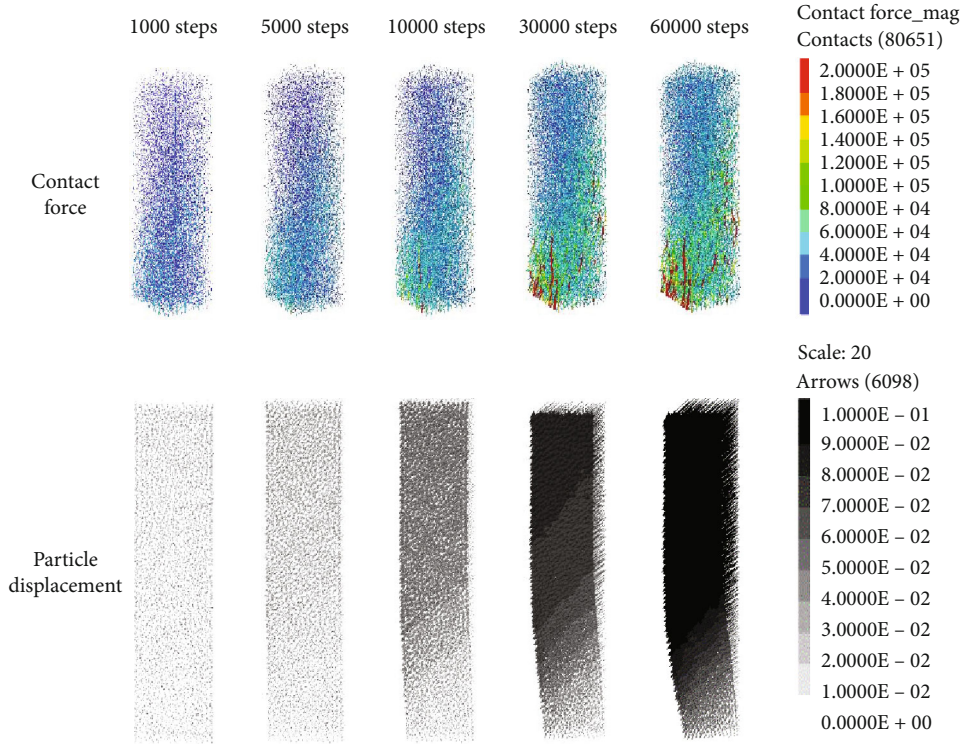 1000 steps
5000 steps
10000 steps
30000 steps
60000 steps
Contact force_mag
Contacts (80651)
2.0000E + 05
1.8000E + 05
1.6000E + 05
1.4000E + 05
1.2000E + 05
1.0000E + 05
8.0000E + 04
6.0000E + 04
4.0000E + 04
2.0000E + 04
0.0000E + 00
Contact
force
Scale: 20
Arrows (6098)
1.0000E – 01
9.0000E – 02
8.0000E – 02
7.0000E – 02
6.0000E – 02
5.0000E – 02
4.0000E – 02
3.0000E – 02
2.0000E – 02
1.0000E – 02
0.0000E + 00
Particle
displacement